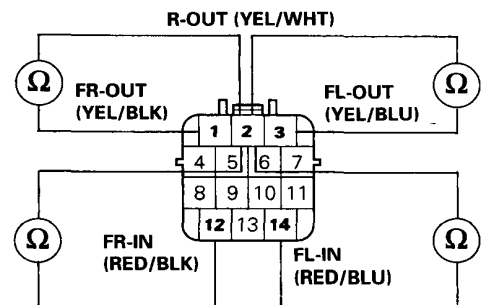 R-OUT (YEL/WHT)
Ω
FR-OUT
(YEL/BLK)
FL-OUT
(YEL/BLU)
Ω
1 2 3
4 5 6 7
8 9 10 11
12 13 14
Ω
FR-IN
(RED/BLK)
FL-IN
(RED/BLU)
Ω